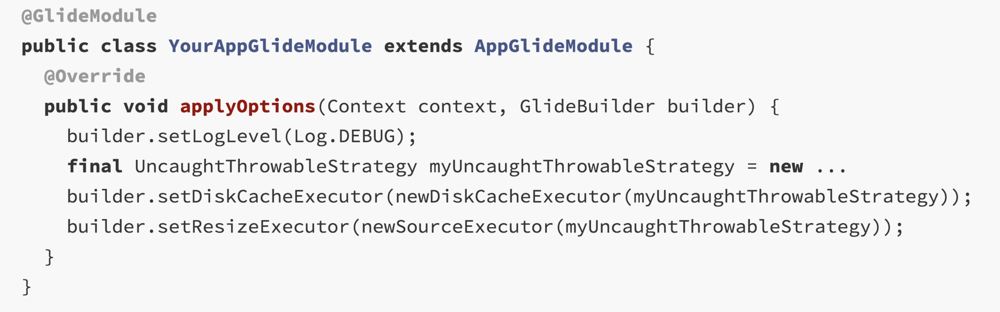 @GlideModule
public class YourAppGlideModule extends AppGlideModule {
  @Override
  public void applyOptions(Context context, GlideBuilder builder) {
    builder.setLogLevel(Log.DEBUG);
    final UncaughtThrowableStrategy myUncaughtThrowableStrategy = new ...
    builder.setDiskCacheExecutor(newDiskCacheExecutor(myUncaughtThrowableStrategy));
    builder.setResizeExecutor(newSourceExecutor(myUncaughtThrowableStrategy));
  }
}